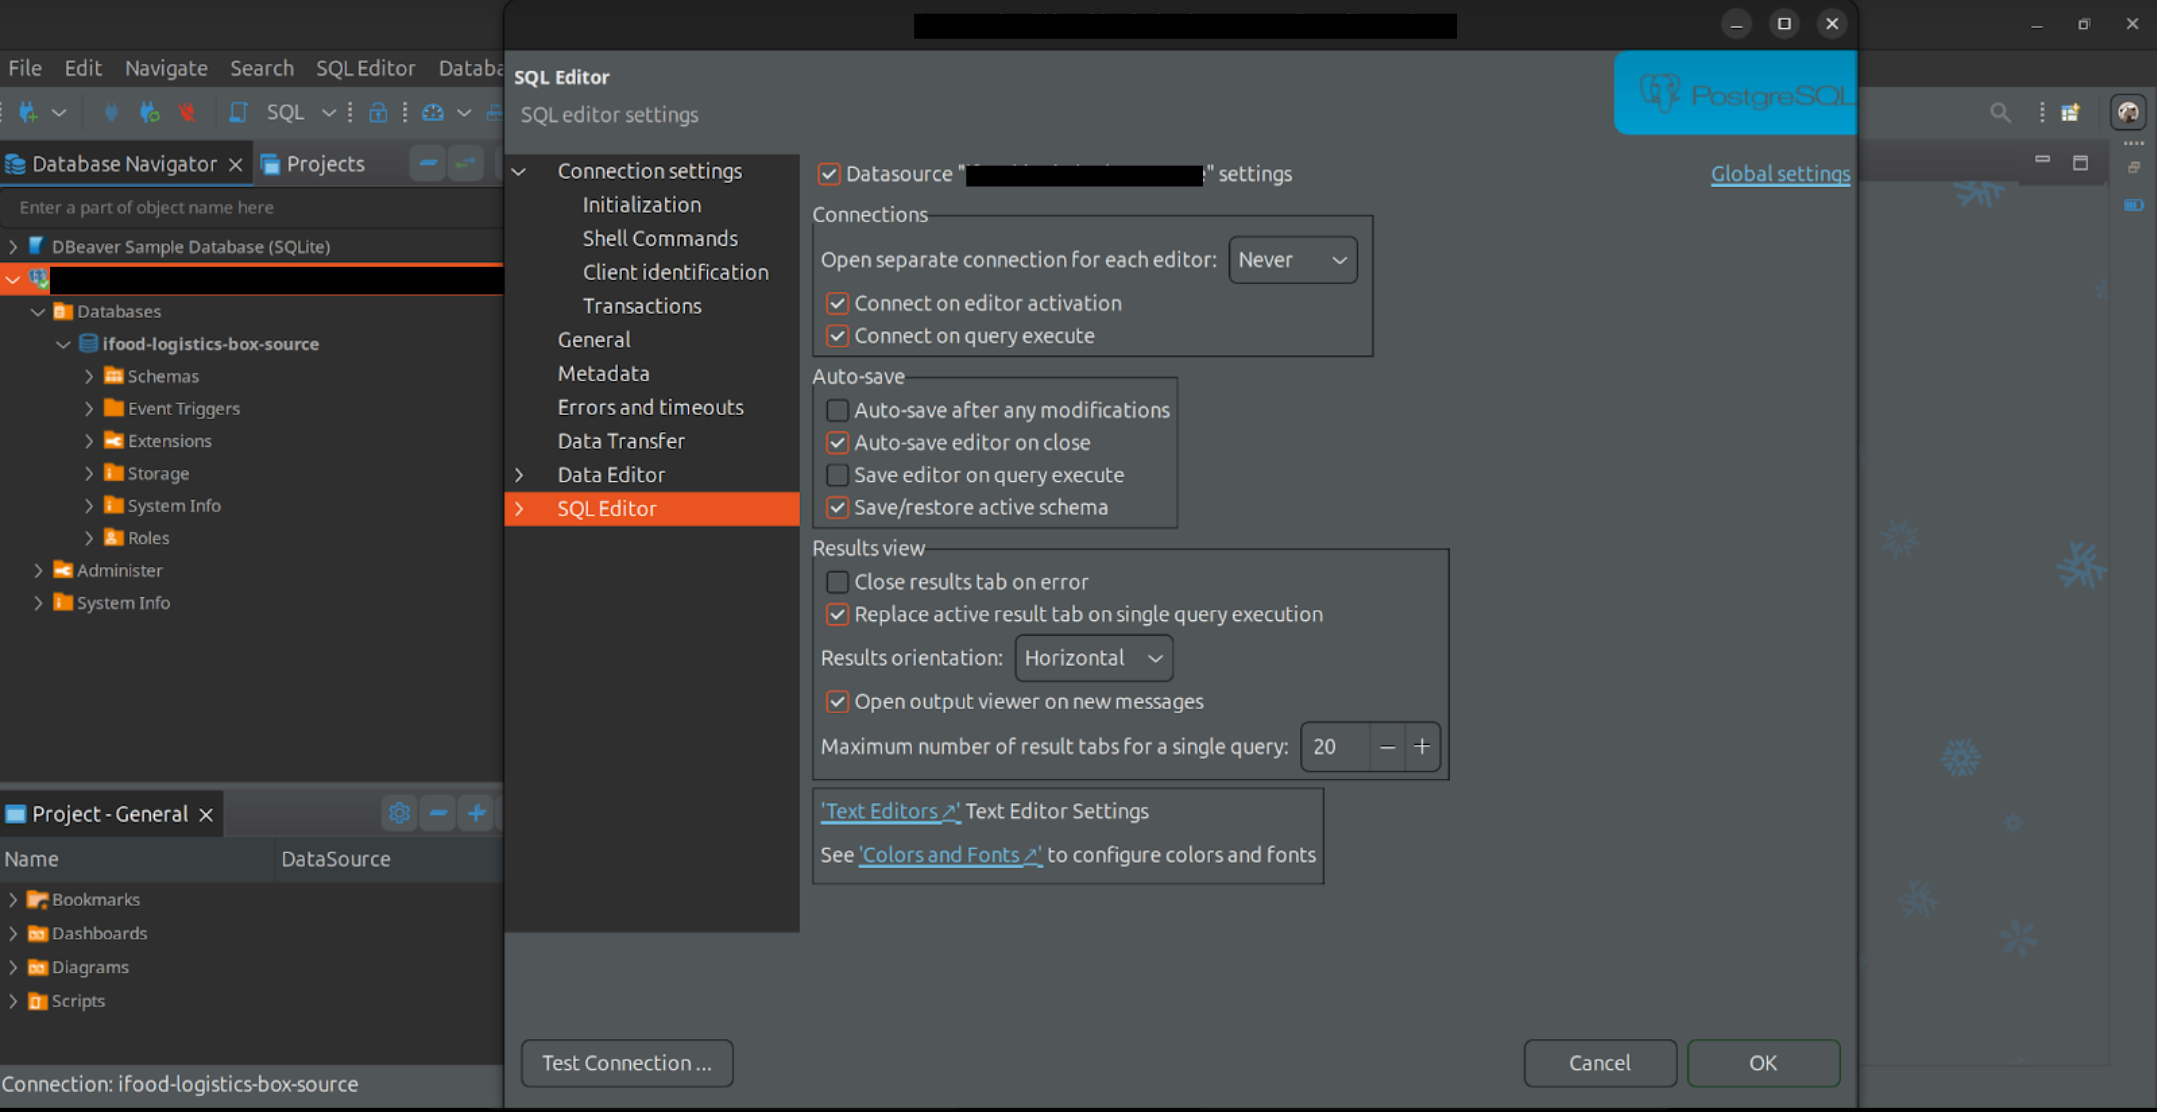 File Edit Navigate Search SQL Editor Databa
SQL
Database Navigator Projects
Enter a part of object name here
DBeaver Sample Database (SQLite)
Databases
ifood-logistics-box-source
Schemas
Event Triggers
Extensions
Storage
System Info
Roles
Administer
System Info
Project - General
Name DataSource
Bookmarks
Dashboards
Diagrams
Scripts
Connection: ifood-logistics-box-source
SQL Editor
SQL editor settings
PostgreSQL
Connection settings
Initialization
Shell Commands
Client identification
Transactions
General
Metadata
Errors and timeouts
Data Transfer
Data Editor
SQL Editor
Datasource " " settings Global settings
Connections
Open separate connection for each editor: Never
Connect on editor activation
Connect on query execute
Auto-save
Auto-save after any modifications
Auto-save editor on close
Save editor on query execute
Save/restore active schema
Results view
Close results tab on error
Replace active result tab on single query execution
Results orientation: Horizontal
Open output viewer on new messages
Maximum number of result tabs for a single query: 20 − +
'Text Editors↗' Text Editor Settings
See 'Colors and Fonts↗' to configure colors and fonts
Test Connection ... Cancel OK